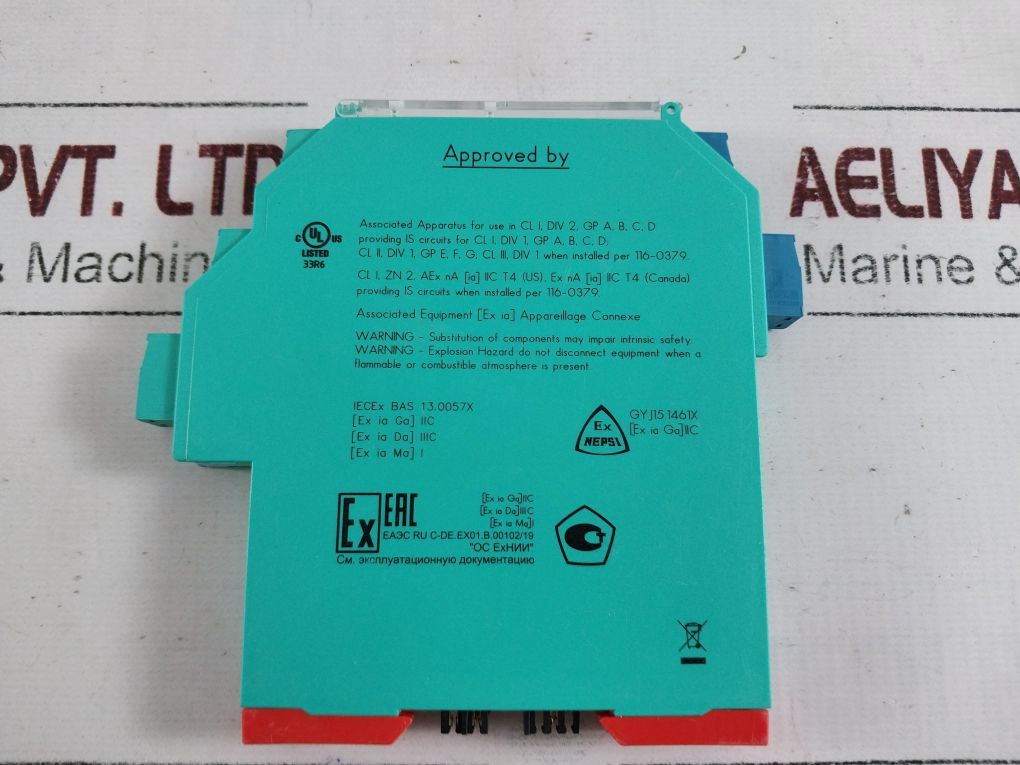 PVT. LTD
AELIYA
& Machin
Marine &
Approved by
C UL US
LISTED
33R6
Associated Apparatus for use in CL I, DIV 2, GP A, B, C, D
providing IS circuits for CL I, DIV 1, GP A, B, C, D,
CL II, DIV 1, GP E, F, G, CL III, DIV 1 when installed per 116-0379.
CL I, ZN 2, AEx nA [ia] IIC T4 (US), Ex nA [ia] IIC T4 (Canada)
providing IS circuits when installed per 116-0379
Associated Equipment [Ex ia] Appareillage Connexe
WARNING - Substitution of components may impair intrinsic safety
WARNING - Explosion Hazard do not disconnect equipment when a
flammable or combustible atmosphere is present.
IECEx BAS 13.0057X
[Ex ia Ga] IIC
[Ex ia Da] IIIC
[Ex ia Ma] I
Ex
NEPSI
GYJ15.1461X
[Ex ia Ga]IIC
Ex
EAC
[Ex ia Ga]IIC
[Ex ia Da]IIIC
[Ex ia Ma]I
ЕАЭС RU C-DE.EX01.B.00102/19
"ОС ЕхНИИ"
См. эксплуатационную документацию